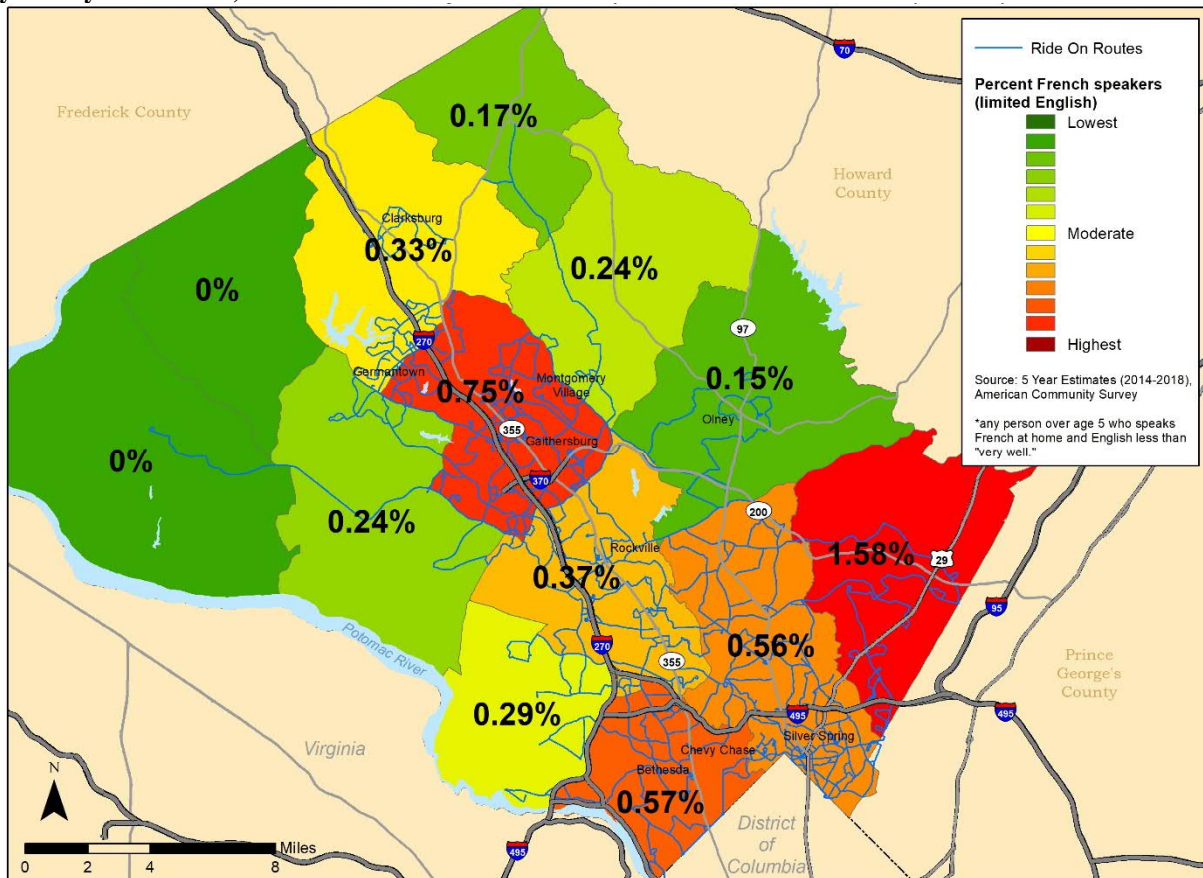 Ride On Routes
Percent French speakers
(limited English)
Lowest
Moderate
Highest
Source: 5 Year Estimates (2014-2018),
American Community Survey
*any person over age 5 who speaks
French at home and English less than
"very well."
70
Frederick County
Howard
County
0.17%
Clarksburg
0.33%
0.24%
0%
97
270
Germantown
0.75%
Montgomery
Village
0.15%
Olney
355
Gaithersburg
370
0%
0.24%
200
Rockville
0.37%
1.58%
29
95
Potomac River
270
355
0.56%
Prince
George's
County
0.29%
495
495
Virginia
Chevy Chase
Silver Spring
Bethesda
0.57%
N
District
of
Columbia
Miles
0 2 4 8
495